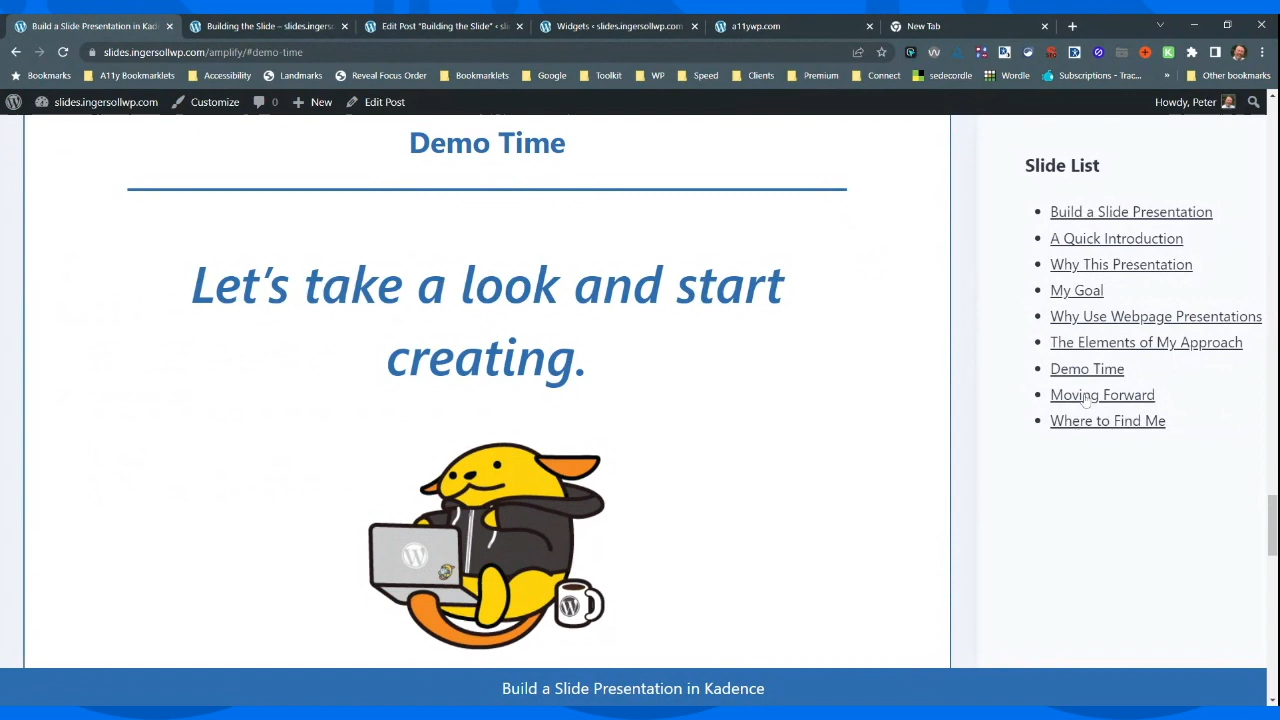 Build a Slide Presentation in Kade
Building the Slide – slides.ingerso
Edit Post "Building the Slide" ‹ sli
Widgets ‹ slides.ingersollwp.com
a11ywp.com
New Tab
slides.ingersollwp.com/amplify/#demo-time
Bookmarks
A11y Bookmarklets
Accessibility
Landmarks
Reveal Focus Order
Bookmarklets
Google
Toolkit
WP
Speed
Clients
Premium
Connect
sedecordle
Wordle
Subscriptions - Trac...
»
Other bookmarks
slides.ingersollwp.com
Customize
0
New
Edit Post
Howdy, Peter
Demo Time
Let's take a look and start
creating.
Slide List
Build a Slide Presentation
A Quick Introduction
Why This Presentation
My Goal
Why Use Webpage Presentations
The Elements of My Approach
Demo Time
Moving Forward
Where to Find Me
Build a Slide Presentation in Kadence